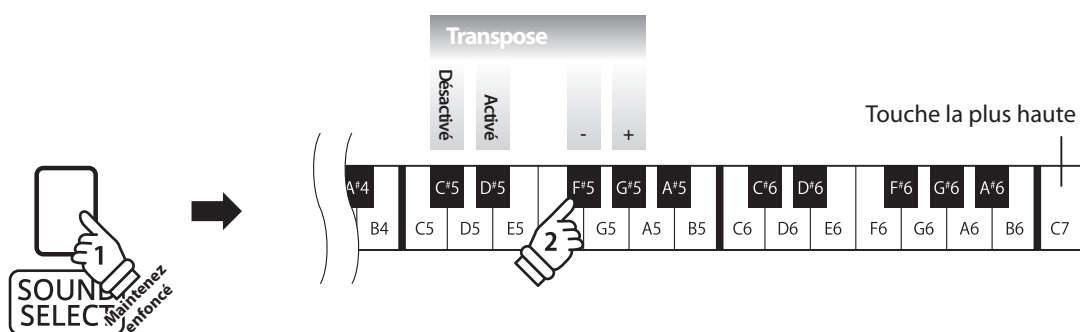 Transpose
Désactivé
Activé
-
+
Touche la plus haute
A#4
C#5
D#5
F#5
G#5
A#5
C#6
D#6
F#6
G#6
A#6
B4
C5
D5
E5
G5
A5
B5
C6
D6
E6
F6
G6
A6
B6
C7
1
2
SOUND
SELECT
Maintenez
enfoncé